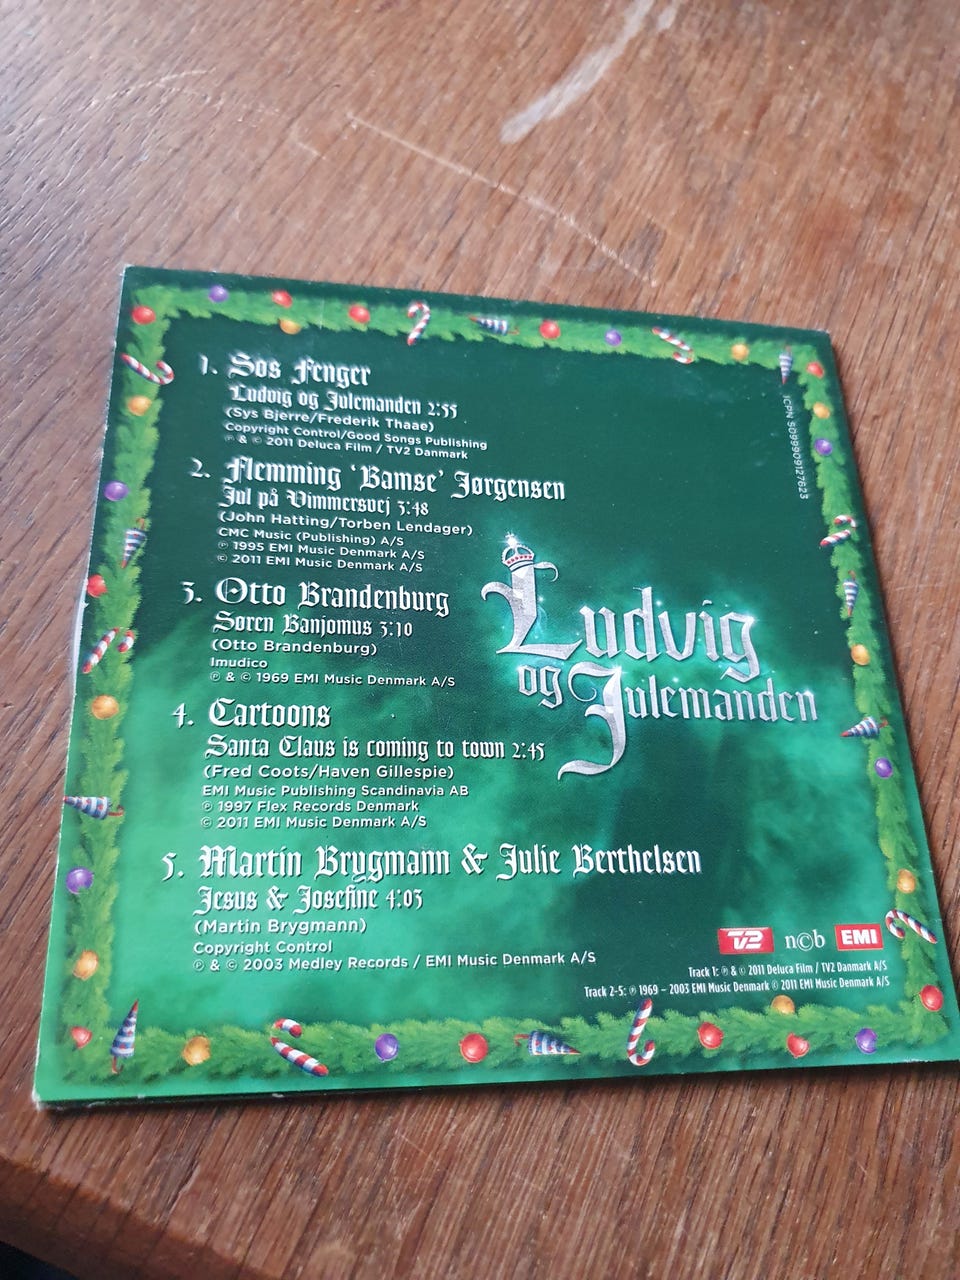 1. Søs Fenger
Ludvig og Julemanden 2:55
(Sys Bjerre/Frederik Thaae)
Copyright Control/Good Songs Publishing
℗ & © 2011 Deluca Film / TV2 Danmark
2. Flemming ‘Bamse’ Jørgensen
Jul på Vimmersvej 3:48
(John Hatting/Torben Lendager)
CMC Music (Publishing) A/S
℗ 1995 EMI Music Denmark A/S
© 2011 EMI Music Denmark A/S
3. Otto Brandenburg
Søren Banjomus 3:10
(Otto Brandenburg)
Imudico
℗ & © 1969 EMI Music Denmark A/S
4. Cartoons
Santa Claus is coming to town 2:45
(Fred Coots/Haven Gillespie)
EMI Music Publishing Scandinavia AB
℗ 1997 Flex Records Denmark
© 2011 EMI Music Denmark A/S
5. Martin Brygmann & Julie Berthelsen
Jesus & Josefine 4:03
(Martin Brygmann)
Copyright Control
℗ & © 2003 Medley Records / EMI Music Denmark A/S
ICPN 5099909127623
Ludvig
og Julemanden
TV2 n©b EMI
Track 1: ℗ & © 2011 Deluca Film / TV2 Danmark A/S
Track 2-5: ℗ 1969 – 2003 EMI Music Denmark © 2011 EMI Music Denmark A/S